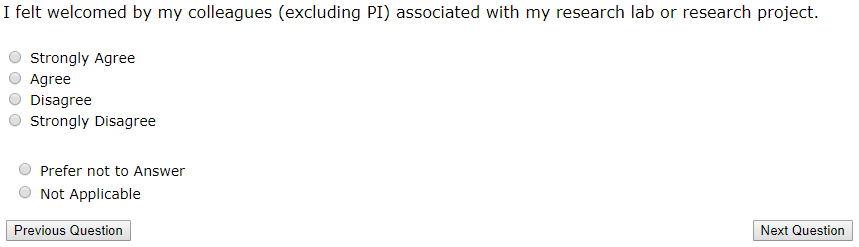 I felt welcomed by my colleagues (excluding PI) associated with my research lab or research project.
Strongly Agree
Agree
Disagree
Strongly Disagree
Prefer not to Answer
Not Applicable
Previous Question
Next Question